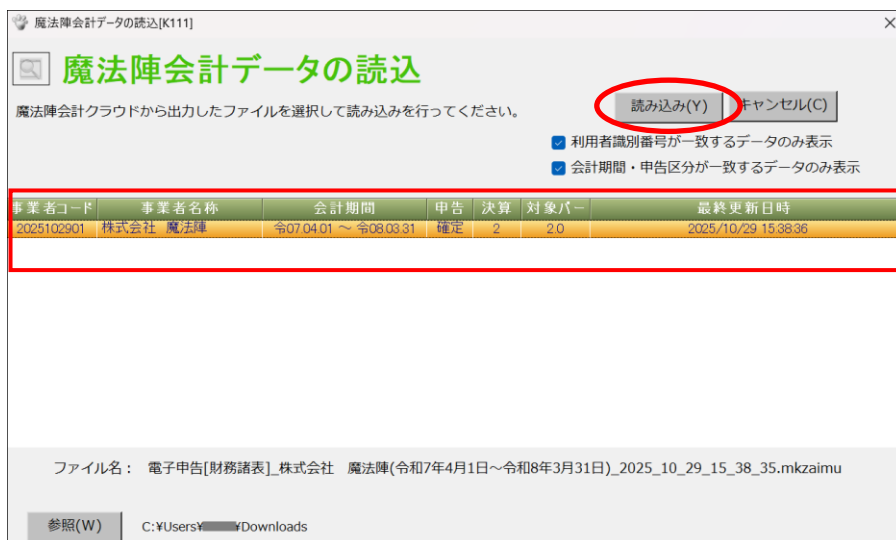 魔法陣会計データの読込[K111]
魔法陣会計データの読込
魔法陣会計クラウドから出力したファイルを選択して読み込みを行ってください。
読み込み(Y) キャンセル(C)
利用者識別番号が一致するデータのみ表示
会計期間・申告区分が一致するデータのみ表示
事業者コード 事業者名称 会計期間 申告 決算 対象バー 最終更新日時
2025102901 株式会社 魔法陣 令07.04.01 ～ 令08.03.31 確定 2 2.0 2025/10/29 15:38:36
ファイル名： 電子申告[財務諸表]_株式会社 魔法陣(令和7年4月1日～令和8年3月31日)_2025_10_29_15_38_35.mkzaimu
参照(W) C:¥Users¥ ¥Downloads